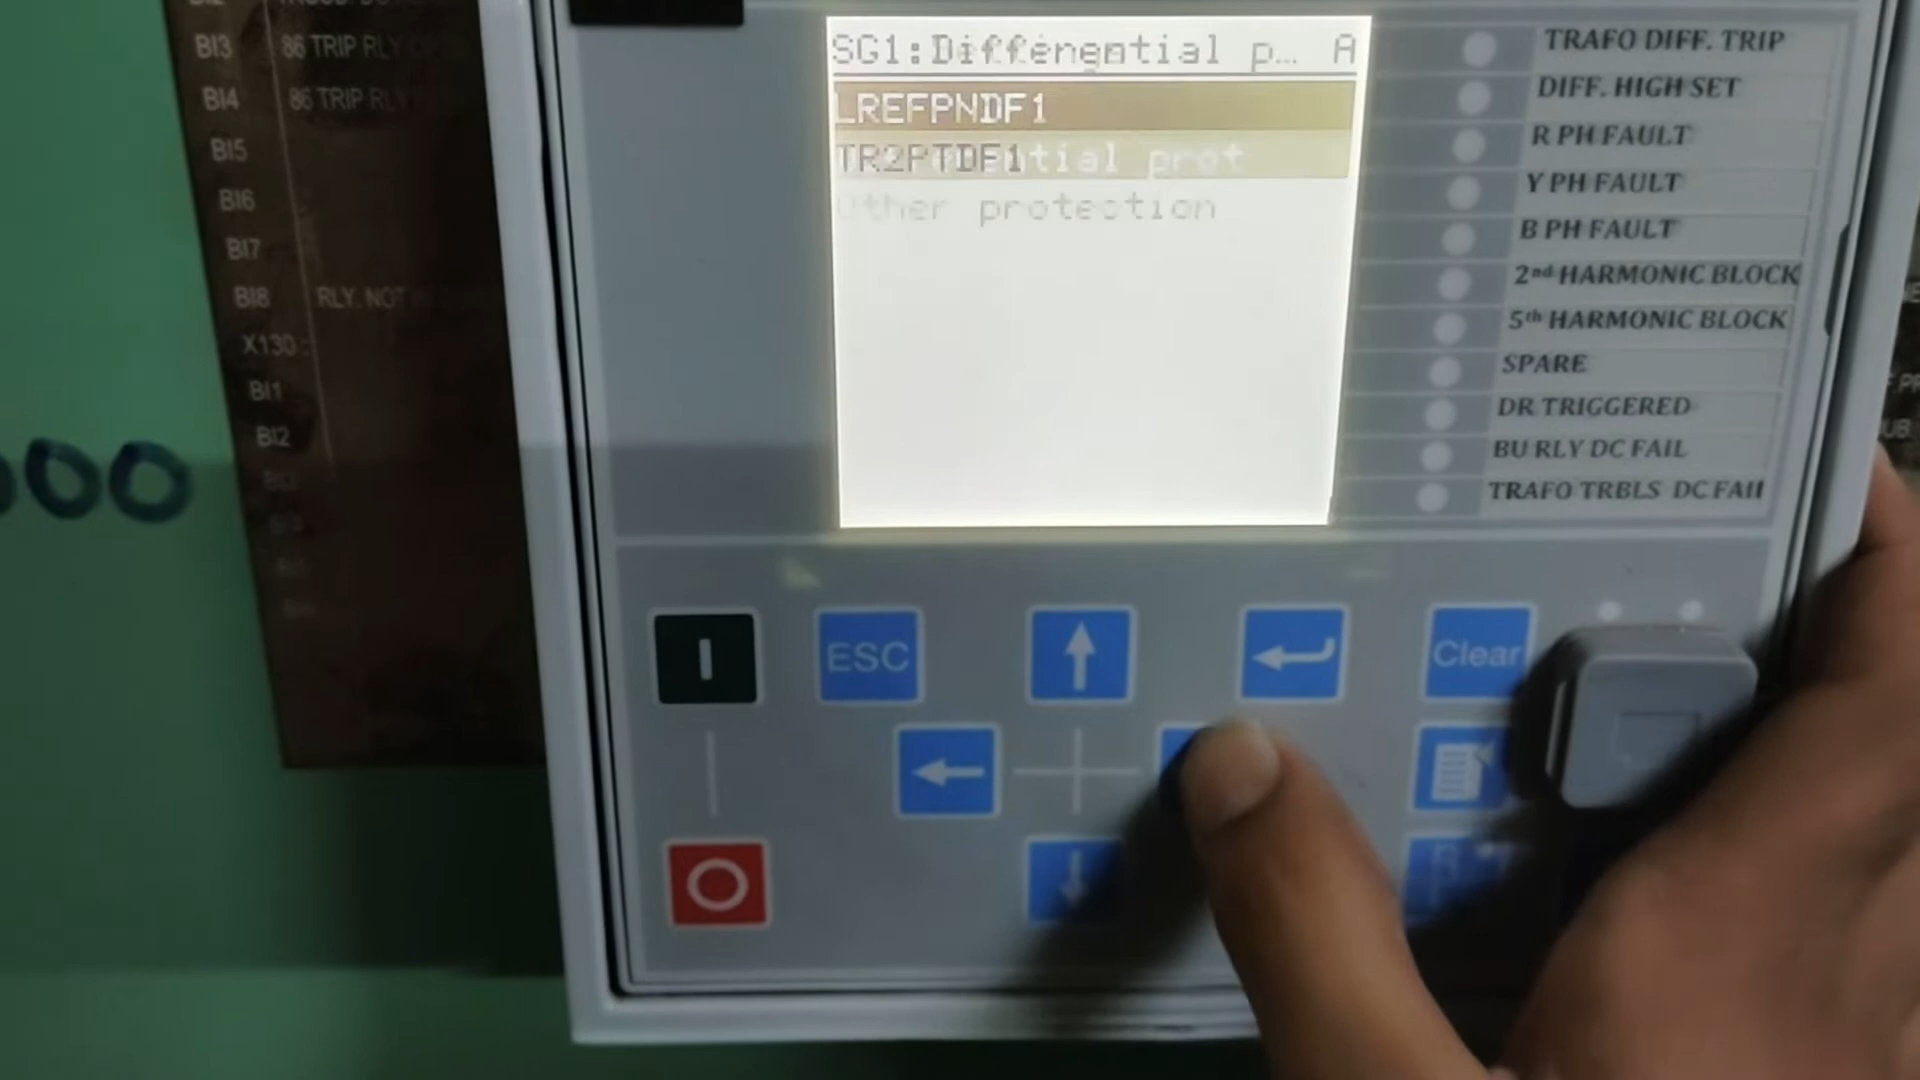 BI3 86 TRIP RLY
BI4 86 TRIP RLY
BI5
BI6
BI7
BI8 RLY. NOT
X130
BI1
BI2
000
SG1:Differential p... A
LREFPNDF1
TR2PTDF1
Other protection
TRAFO DIFF. TRIP
DIFF. HIGH SET
R PH FAULT
Y PH FAULT
B PH FAULT
2nd HARMONIC BLOCK
5th HARMONIC BLOCK
SPARE
DR TRIGGERED
BU RLY DC FAIL
TRAFO TRBLS DC FAIL
ESC
Clear